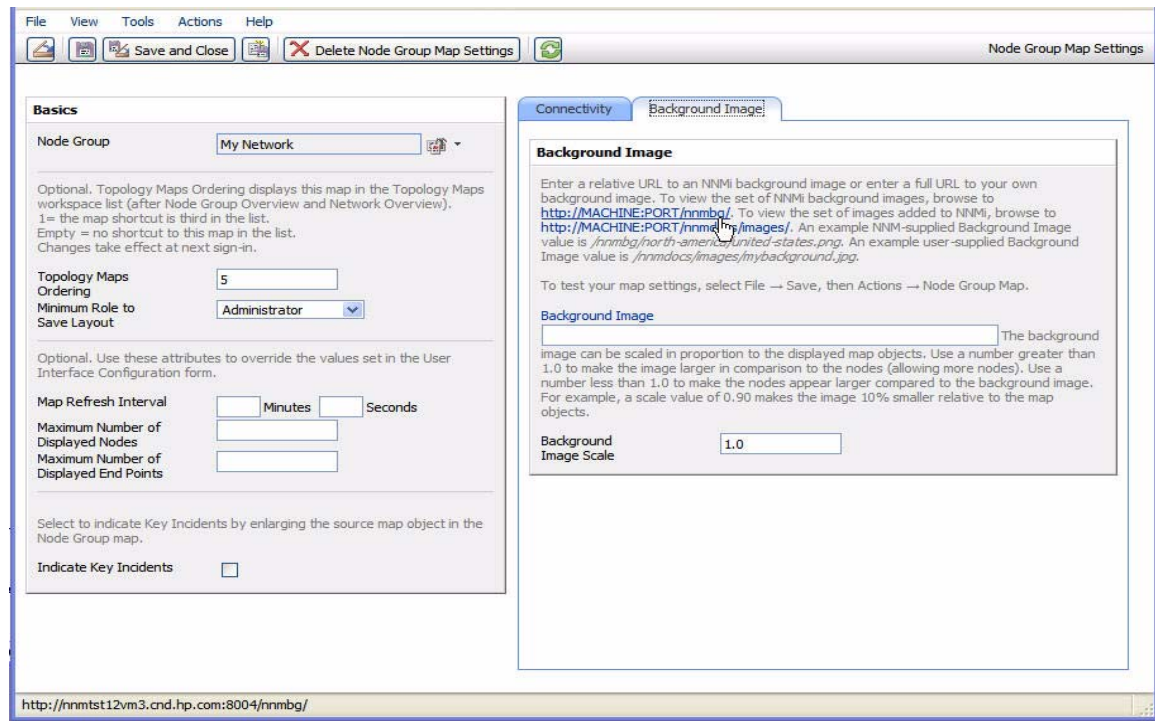 File View Tools Actions Help
Save and Close Delete Node Group Map Settings Node Group Map Settings
Basics
Node Group My Network
Optional. Topology Maps Ordering displays this map in the Topology Maps
workspace list (after Node Group Overview and Network Overview).
1= the map shortcut is third in the list.
Empty = no shortcut to this map in the list.
Changes take effect at next sign-in.
Topology Maps
Ordering
5
Minimum Role to
Save Layout
Administrator
Optional. Use these attributes to override the values set in the User
Interface Configuration form.
Map Refresh Interval Minutes Seconds
Maximum Number of
Displayed Nodes
Maximum Number of
Displayed End Points
Select to indicate Key Incidents by enlarging the source map object in the
Node Group map.
Indicate Key Incidents
Connectivity Background Image
Background Image
Enter a relative URL to an NNMi background image or enter a full URL to your own
background image. To view the set of NNMi background images, browse to
http://MACHINE:PORT/nnmbg/. To view the set of images added to NNMi, browse to
http://MACHINE:PORT/nnmdocs/images/. An example NNM-supplied Background Image
value is /nnmbg/north-america/united-states.png. An example user-supplied Background
Image value is /nnmdocs/images/mybackground.jpg.
To test your map settings, select File → Save, then Actions → Node Group Map.
Background Image
The background
image can be scaled in proportion to the displayed map objects. Use a number greater than
1.0 to make the image larger in comparison to the nodes (allowing more nodes). Use a
number less than 1.0 to make the nodes appear larger compared to the background image.
For example, a scale value of 0.90 makes the image 10% smaller relative to the map
objects.
Background
Image Scale
1.0
http://nnmtst12vm3.cnd.hp.com:8004/nnmbg/